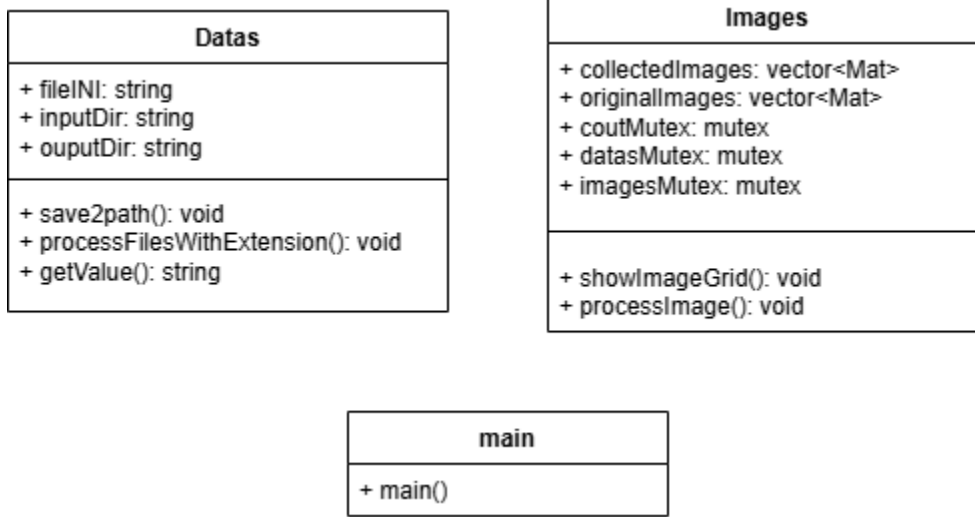 Datas
+ fileINI: string
+ inputDir: string
+ ouputDir: string
+ save2path(): void
+ processFilesWithExtension(): void
+ getValue(): string
Images
+ collectedImages: vector<Mat>
+ originalImages: vector<Mat>
+ coutMutex: mutex
+ datasMutex: mutex
+ imagesMutex: mutex
+ showImageGrid(): void
+ processImage(): void
main
+ main()